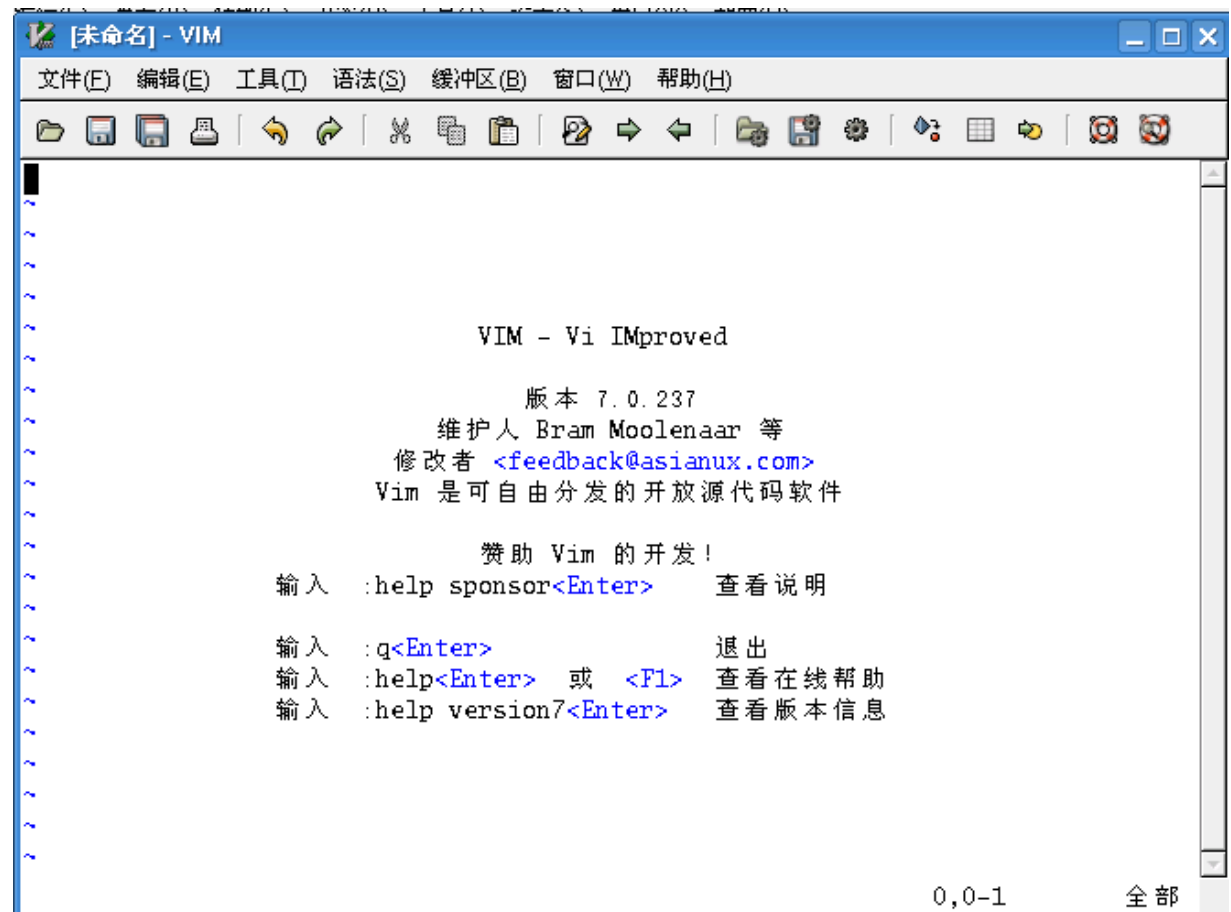 [未命名] - VIM
文件(F) 编辑(E) 工具(T) 语法(S) 缓冲区(B) 窗口(W) 帮助(H)
~
~
~
~
~ VIM - Vi IMproved
~
~ 版本 7.0.237
~ 维护人 Bram Moolenaar 等
~ 修改者 <feedback@asianux.com>
~ Vim 是可自由分发的开放源代码软件
~
~ 赞助 Vim 的开发!
~ 输入 :help sponsor<Enter> 查看说明
~
~ 输入 :q<Enter> 退出
~ 输入 :help<Enter> 或 <F1> 查看在线帮助
~ 输入 :help version7<Enter> 查看版本信息
~
~
~
~
~
0,0-1 全部